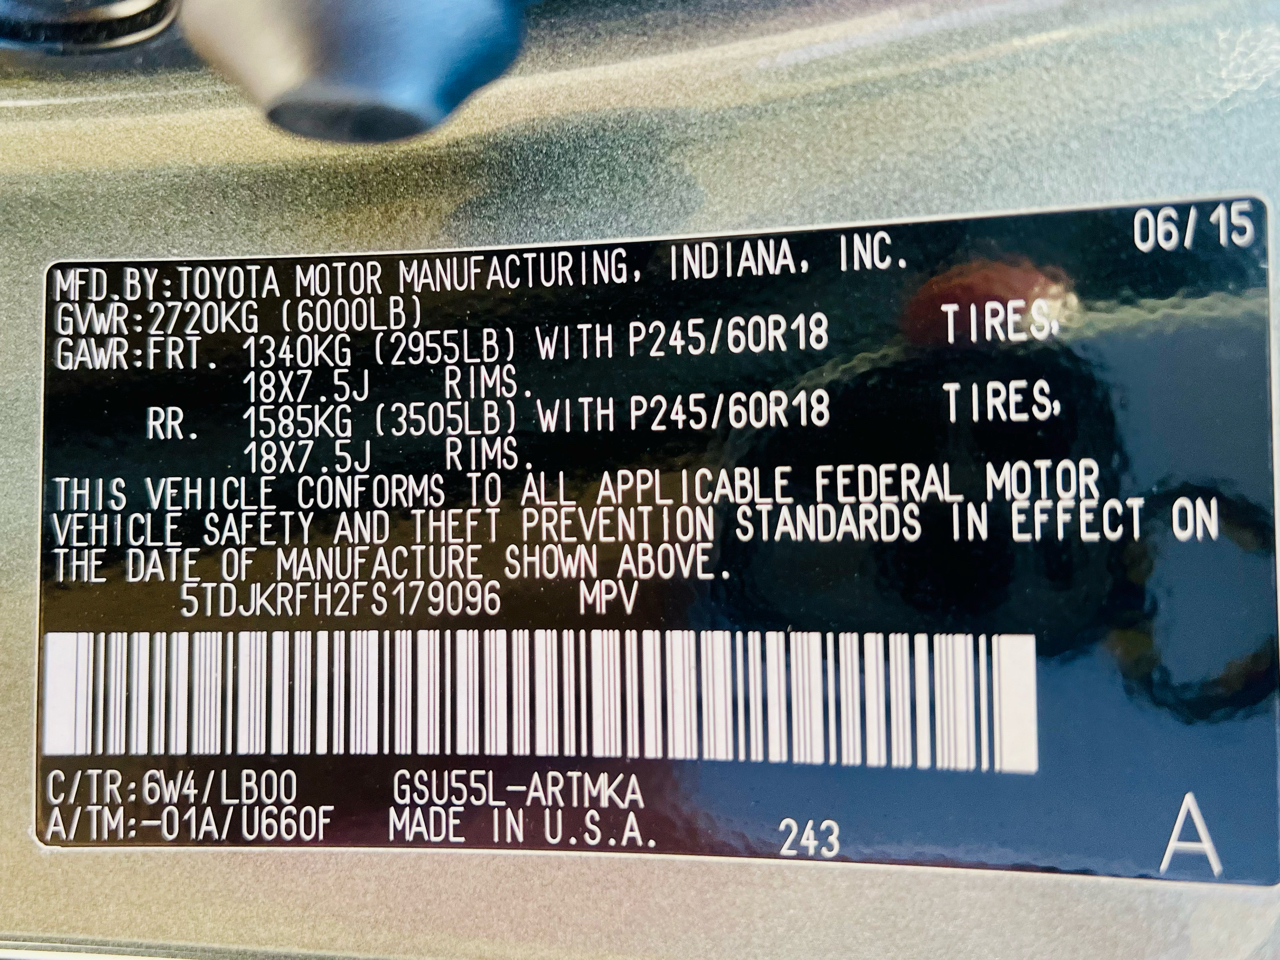 06/15
MFD.BY:TOYOTA MOTOR MANUFACTURING, INDIANA, INC.
GVWR:2720KG (6000LB)
GAWR:FRT. 1340KG (2955LB) WITH P245/60R18 TIRES,
18X7.5J RIMS.
RR. 1585KG (3505LB) WITH P245/60R18 TIRES,
18X7.5J RIMS.
THIS VEHICLE CONFORMS TO ALL APPLICABLE FEDERAL MOTOR
VEHICLE SAFETY AND THEFT PREVENTION STANDARDS IN EFFECT ON
THE DATE OF MANUFACTURE SHOWN ABOVE.
5TDJKRFH2FS179096 MPV
C/TR:6W4/LB00 GSU55L-ARTMKA
A/TM:-01A/U660F MADE IN U.S.A. 243 A